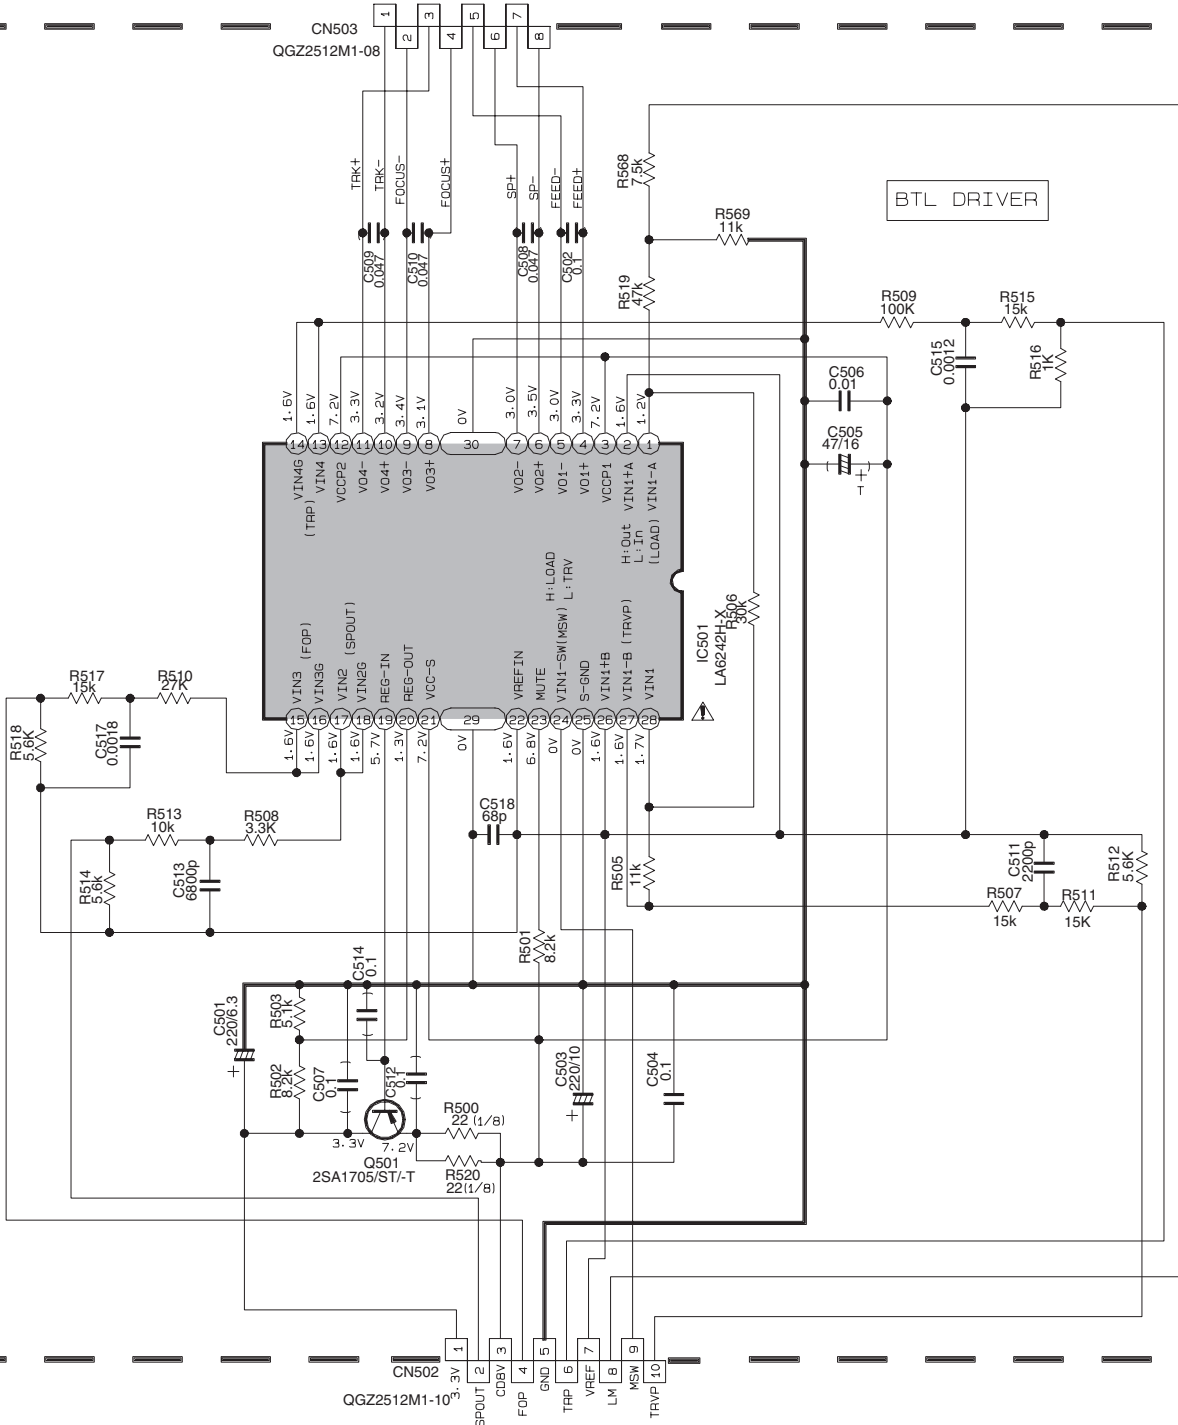 1
3
5
7
CN503
2
4
6
8
QGZ2512M1-08
TRK+
TRK-
FOCUS-
FOCUS+
SP+
SP-
FEED-
FEED+
R568
7.5k
BTL DRIVER
R569
11k
C509
0.047
C510
0.047
C508
0.047
C502
0.1
R519
47k
R509
100K
R515
15k
C515
0.0012
R516
1K
C506
0.01
C505
47/16
+
T
1.6V
1.6V
7.2V
3.3V
3.2V
3.4V
3.1V
0V
3.0V
3.5V
3.0V
3.3V
7.2V
1.6V
1.2V
14
13
12
11
10
9
8
30
7
6
5
4
3
2
1
VIN4G
VIN4
(TRP)
VCCP2
VO4-
VO4+
VO3-
VO3+
VO2-
VO2+
VO1-
VO1+
VCCP1
VIN1+A
VIN1-A
H:Out
L:In
(LOAD)
H:LOAD
L:TRV
IC501
LA6242H-X
R506
30k
VIN3
(FOP)
VIN3G
VIN2
(SPOUT)
VIN2G
REG-IN
REG-OUT
VCC-S
VREFIN
MUTE
VIN1-SW(MSW)
S-GND
VIN1+B
VIN1-B (TRVP)
VIN1
15
16
17
18
19
20
21
29
22
23
24
25
26
27
28
1.6V
1.6V
1.6V
1.6V
5.7V
1.3V
7.2V
0V
1.6V
6.8V
0V
0V
1.6V
1.6V
1.7V
R517
15k
R510
27K
R518
5.6K
C517
0.0018
R513
10k
R508
3.3K
R514
5.6k
C513
6800p
C518
68p
R505
11k
C511
2200p
R512
5.6K
R507
15k
R511
15K
R501
8.2k
C514
0.1
C501
220/6.3
+
R503
5.1k
R502
8.2k
C507
0.1
C512
0.1
C503
220/10
+
C504
0.1
R500
22 (1/8)
3.3V
7.2V
Q501
2SA1705/ST/-T
R520
22(1/8)
CN502
QGZ2512M1-10
1
2
3
4
5
6
7
8
9
10
3.3V
SPOUT
CD8V
FOP
GND
TRP
VREF
LM
MSW
TRVP